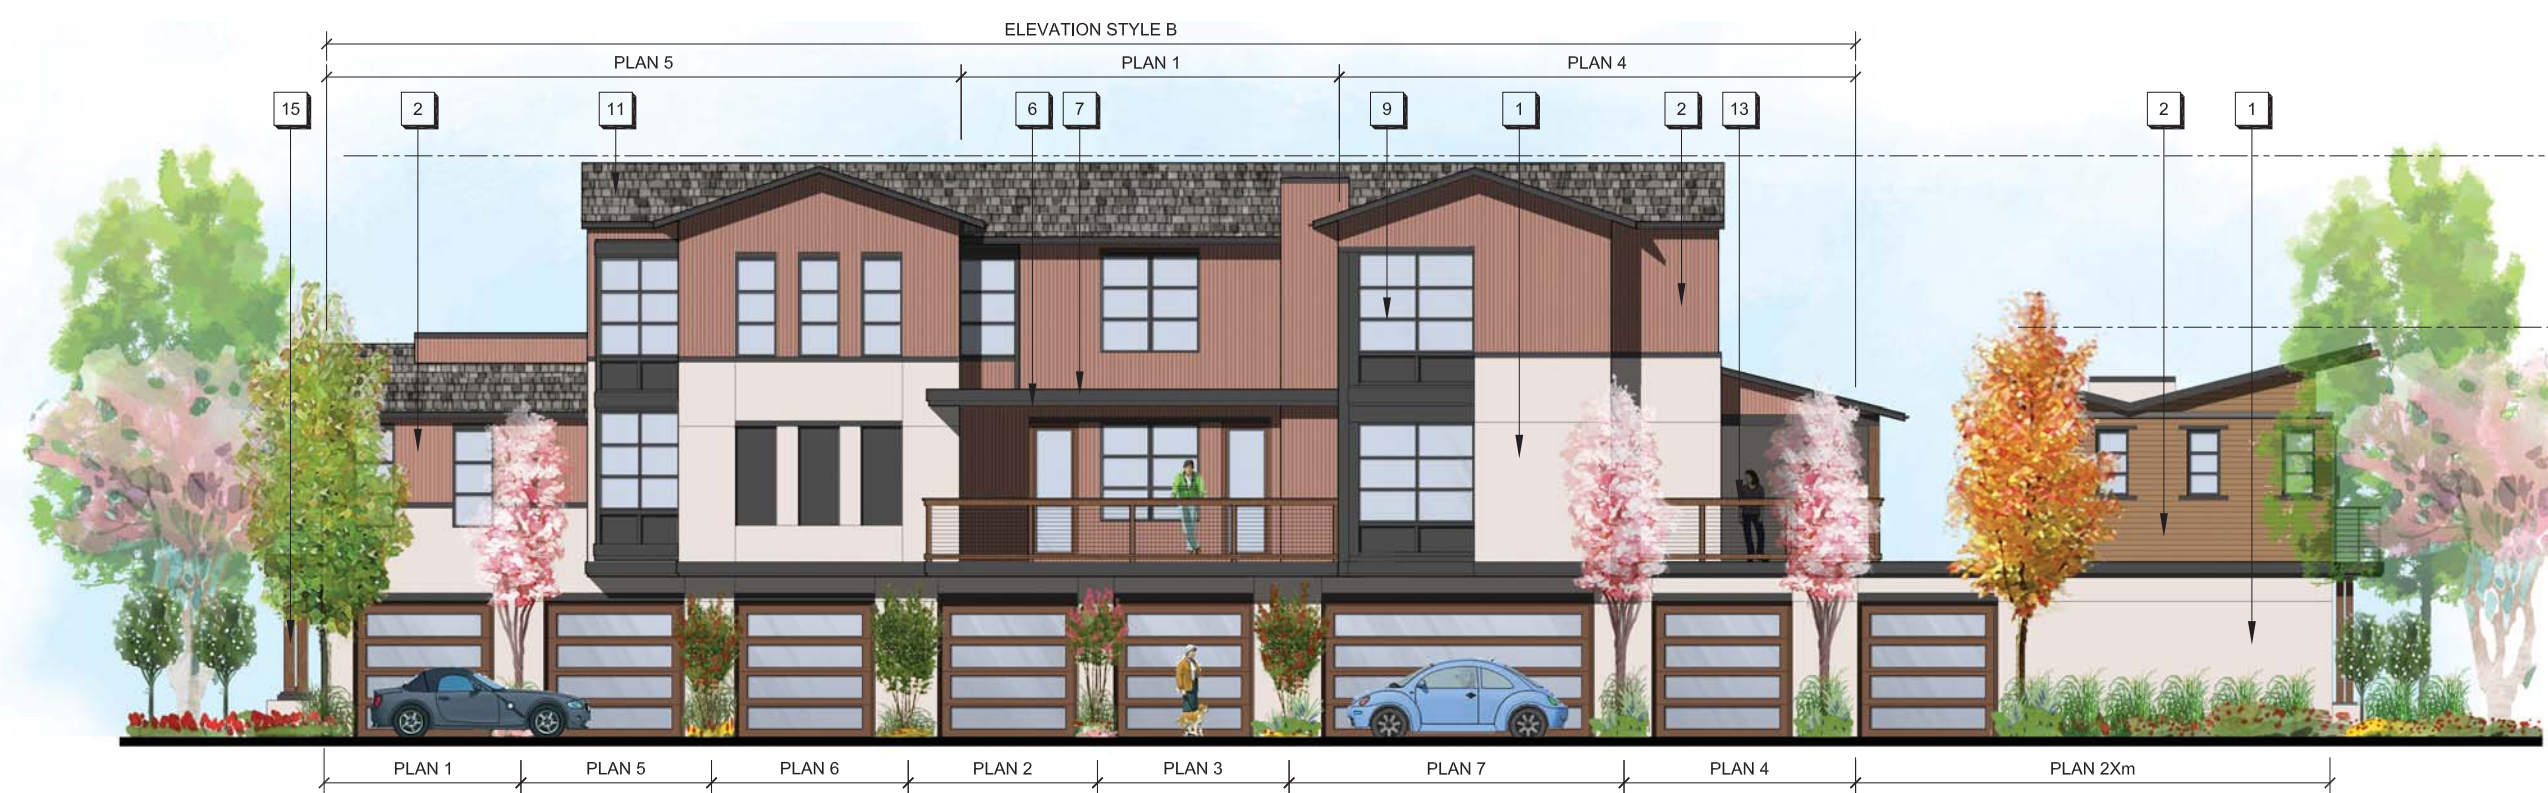 ELEVATION STYLE B
PLAN 5 PLAN 1 PLAN 4
15 2 11 6 7 9 1 2 13 2 1
PLAN 1 PLAN 5 PLAN 6 PLAN 2 PLAN 3 PLAN 7 PLAN 4 PLAN 2Xm